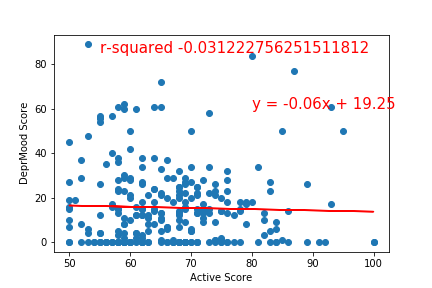 r-squared -0.031222756251511812
y = -0.06x + 19.25
DeprMood Score
80
60
40
20
0
50
60
70
80
90
100
Active Score